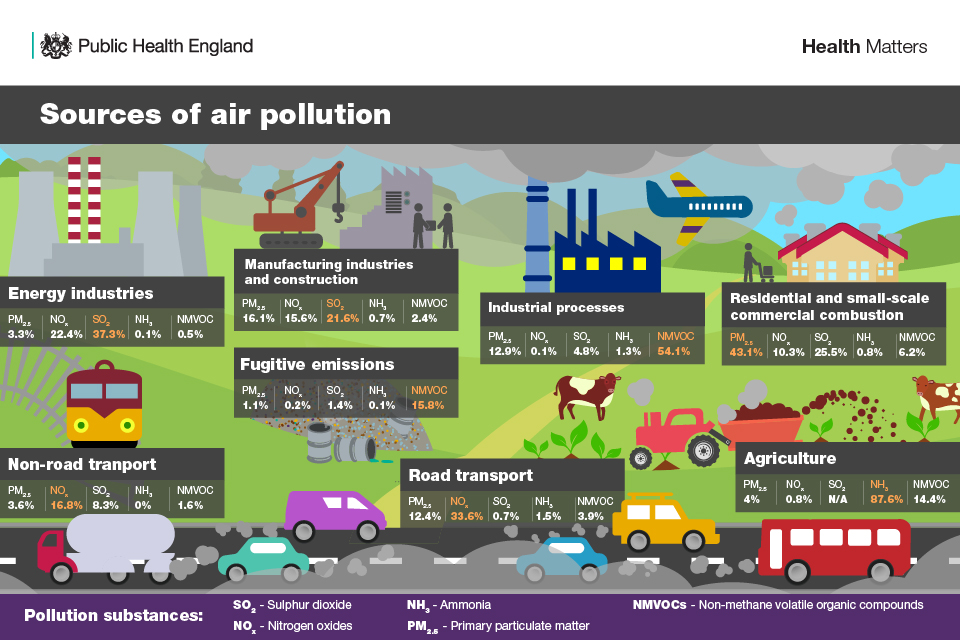 Public Health England
Health Matters
Sources of air pollution
Energy industries
PM2.5 NOx SO2 NH3 NMVOC
3.3% 22.4% 37.3% 0.1% 0.5%
Manufacturing industries
and construction
PM2.5 NOx SO2 NH3 NMVOC
16.1% 15.6% 21.6% 0.7% 2.4%
Industrial processes
PM2.5 NOx SO2 NH3 NMVOC
12.9% 0.1% 4.8% 1.3% 54.1%
Residential and small-scale
commercial combustion
PM2.5 NOx SO2 NH3 NMVOC
43.1% 10.3% 25.5% 0.8% 6.2%
Fugitive emissions
PM2.5 NOx SO2 NH3 NMVOC
1.1% 0.2% 1.4% 0.1% 15.8%
Non-road tranport
PM2.5 NOx SO2 NH3 NMVOC
3.6% 16.8% 8.3% 0% 1.6%
Road transport
PM2.5 NOx SO2 NH3 NMVOC
12.4% 33.6% 0.7% 1.5% 3.9%
Agriculture
PM2.5 NOx SO2 NH3 NMVOC
4% 0.8% N/A 87.6% 14.4%
Pollution substances:
SO2 - Sulphur dioxide
NOx - Nitrogen oxides
NH3 - Ammonia
PM2.5 - Primary particulate matter
NMVOCs - Non-methane volatile organic compounds